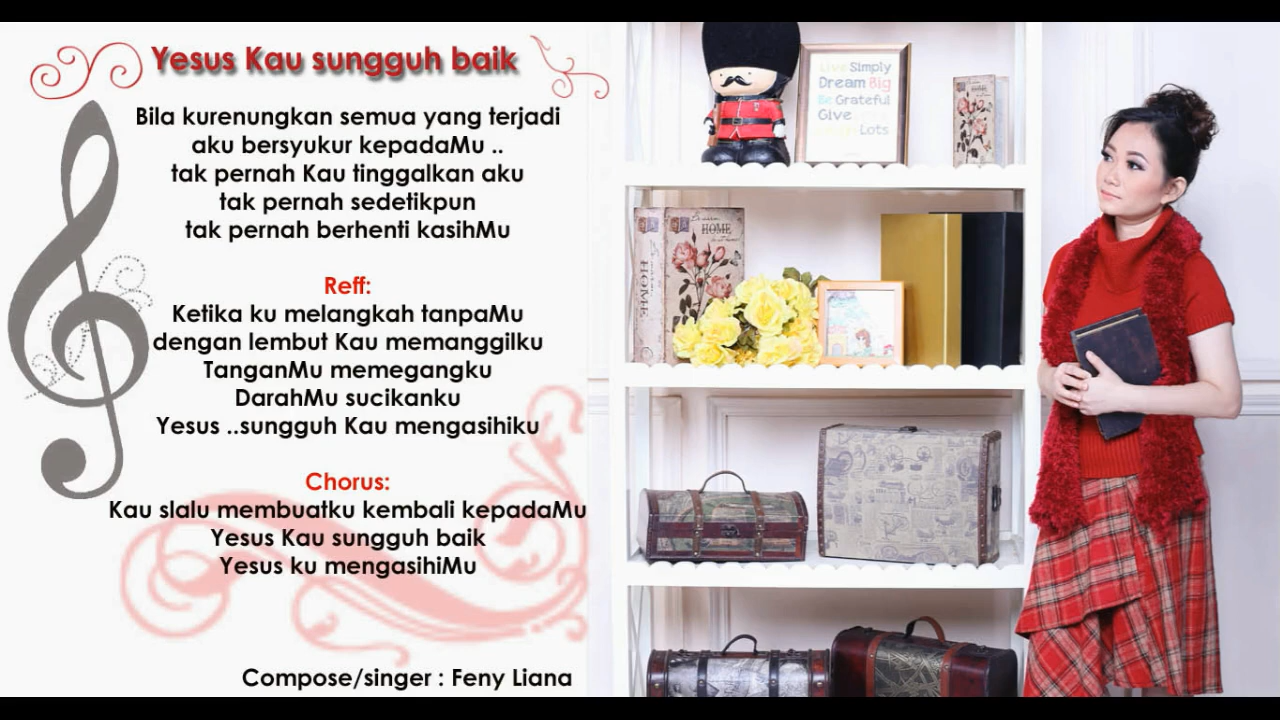 Yesus Kau sungguh baik
Bila kurenungkan semua yang terjadi
aku bersyukur kepadaMu ..
tak pernah Kau tinggalkan aku
tak pernah sedetikpun
tak pernah berhenti kasihMu
Reff:
Ketika ku melangkah tanpaMu
dengan lembut Kau memanggilku
TanganMu memegangku
DarahMu sucikanku
Yesus ..sungguh Kau mengasihiku
Chorus:
Kau slalu membuatku kembali kepadaMu
Yesus Kau sungguh baik
Yesus ku mengasihiMu
Compose/singer : Feny Liana
Live Simply
Dream Big
Be Grateful
Give
Lots
HOME
HOME